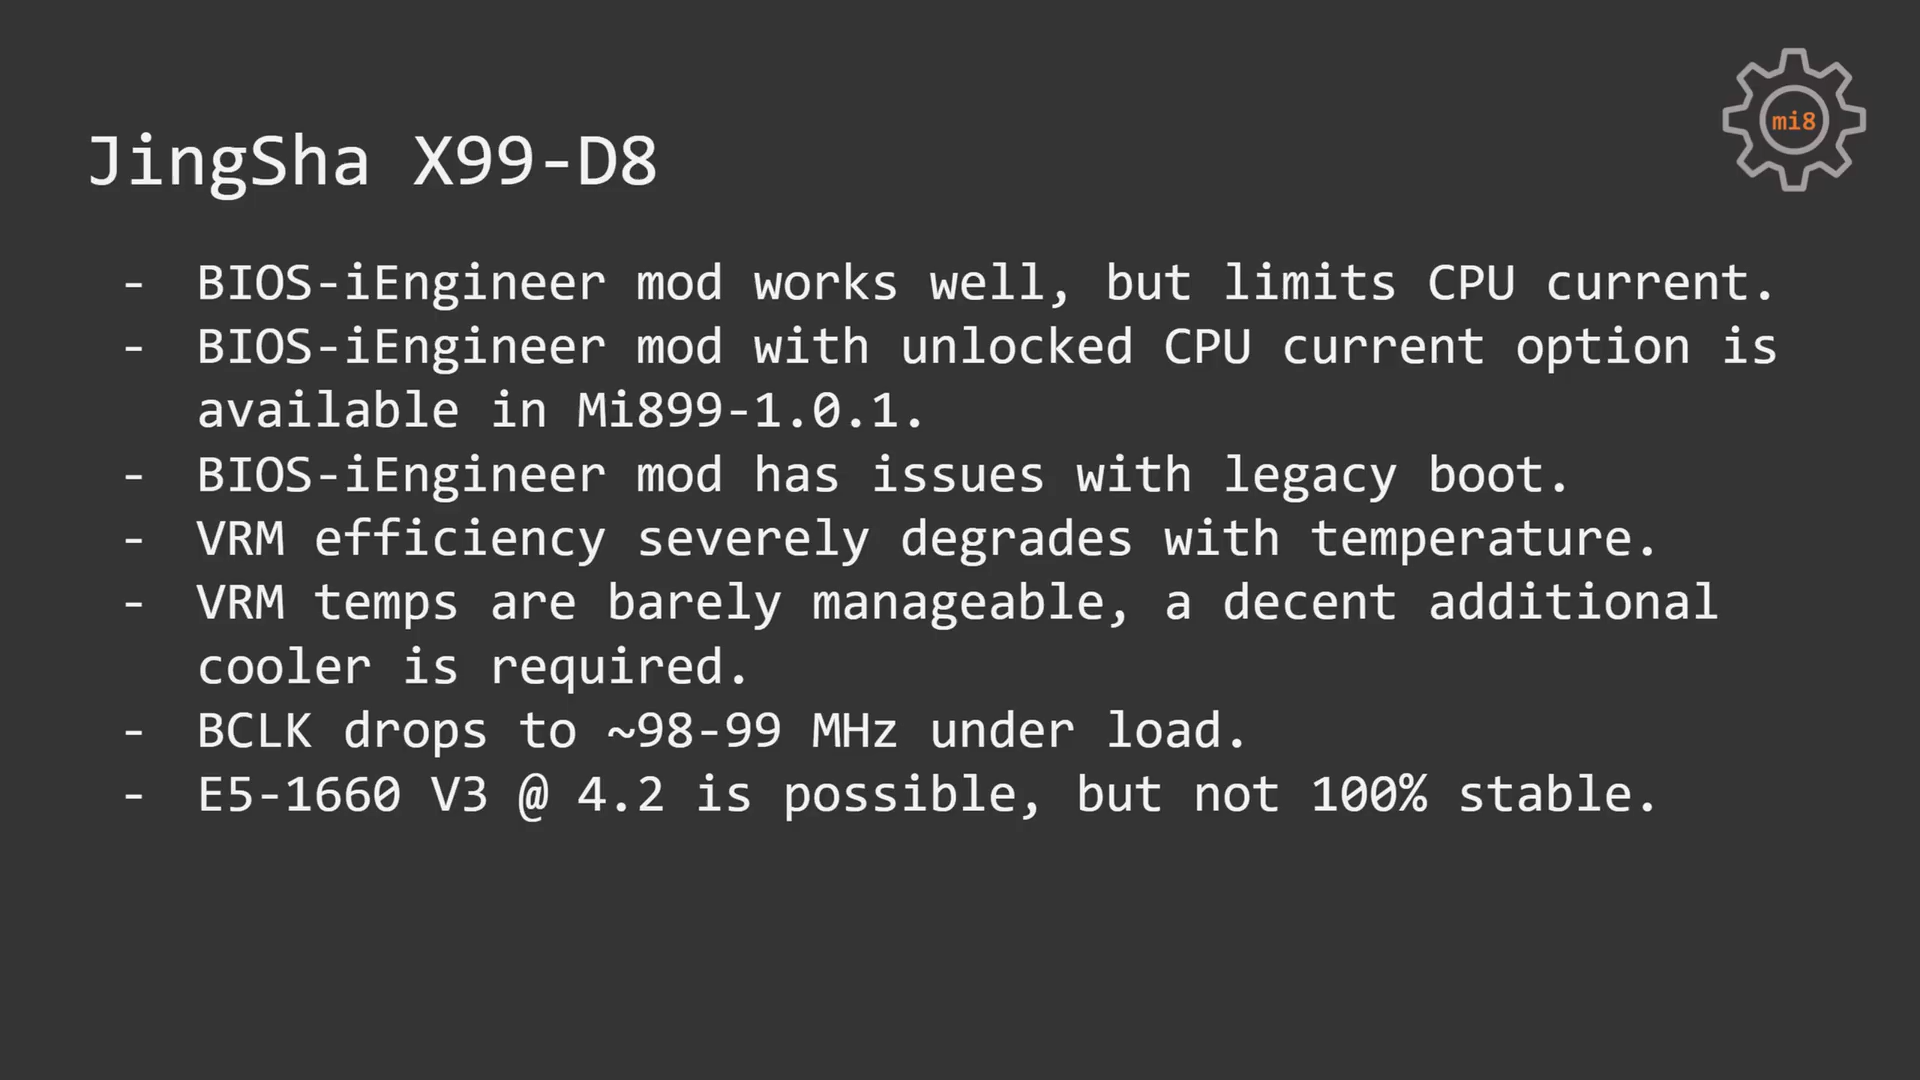 mi8
JingSha X99-D8
- BIOS-iEngineer mod works well, but limits CPU current.
- BIOS-iEngineer mod with unlocked CPU current option is
available in Mi899-1.0.1.
- BIOS-iEngineer mod has issues with legacy boot.
- VRM efficiency severely degrades with temperature.
- VRM temps are barely manageable, a decent additional
cooler is required.
- BCLK drops to ~98-99 MHz under load.
- E5-1660 V3 @ 4.2 is possible, but not 100% stable.